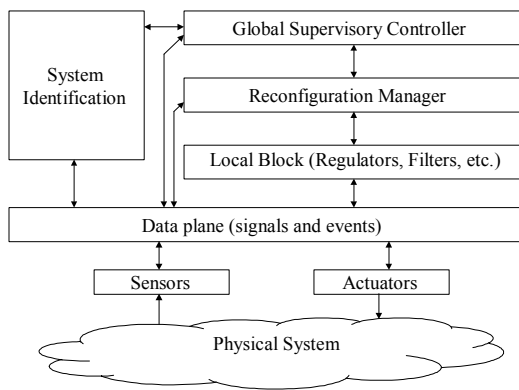 Global Supervisory Controller
System
Identification
Reconfiguration Manager
Local Block (Regulators, Filters, etc.)
Data plane (signals and events)
Sensors
Actuators
Physical System